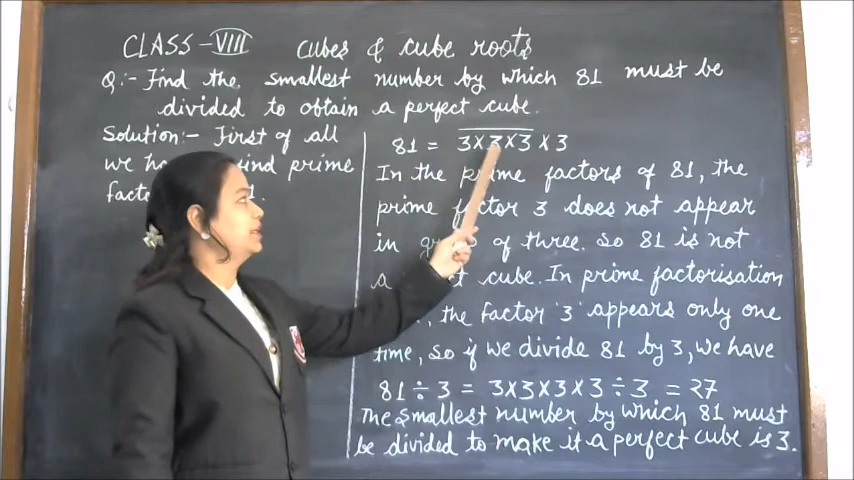 CLASS - VIII cubes & cube roots
Q:- Find the smallest number by which 81 must be
divided to obtain a perfect cube.
Solution:- First of all
we find prime
81 = 3×3×3×3
In the prime factors of 81, the
prime factor 3 does not appear
in of three. So 81 is not
a cube. In prime factorisation
the factor '3' appears only one
time, so if we divide 81 by 3, we have
81÷3 = 3×3×3×3÷3. = 27
The smallest number by which 81 must
be divided to make it a perfect cube is 3.